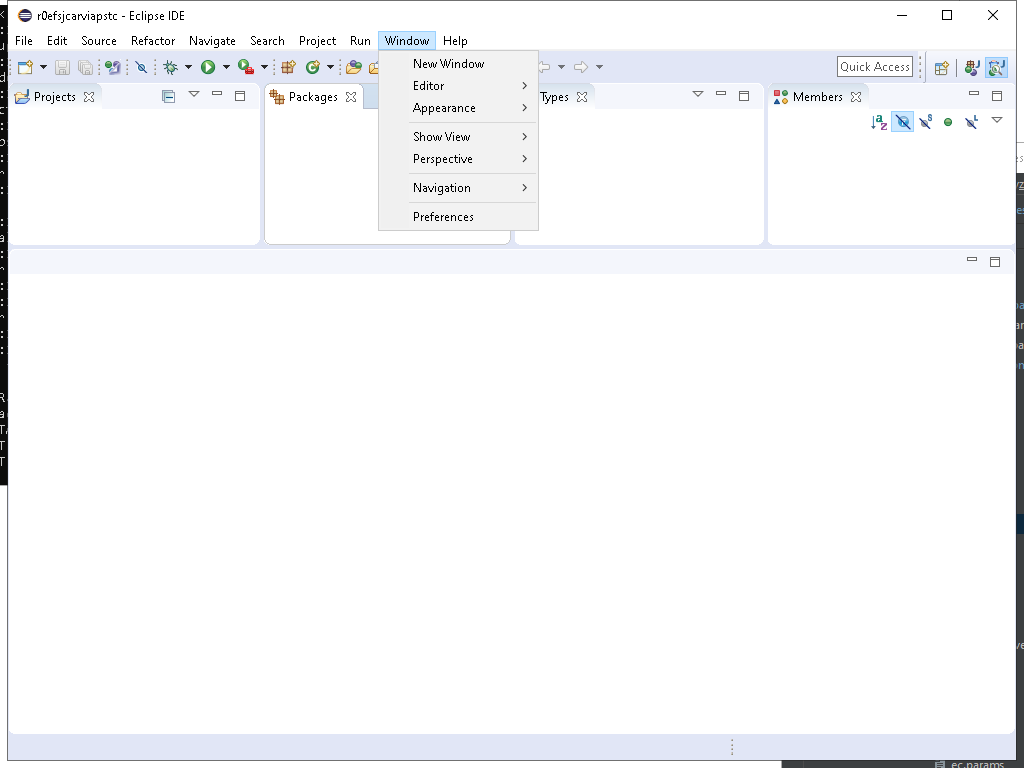 r0efsjcarviapstc - Eclipse IDE
File Edit Source Refactor Navigate Search Project Run Window Help
New Window
Quick Access
Editor
Projects
Packages
Types
Members
Appearance
Show View
Perspective
Navigation
Preferences
ec.params